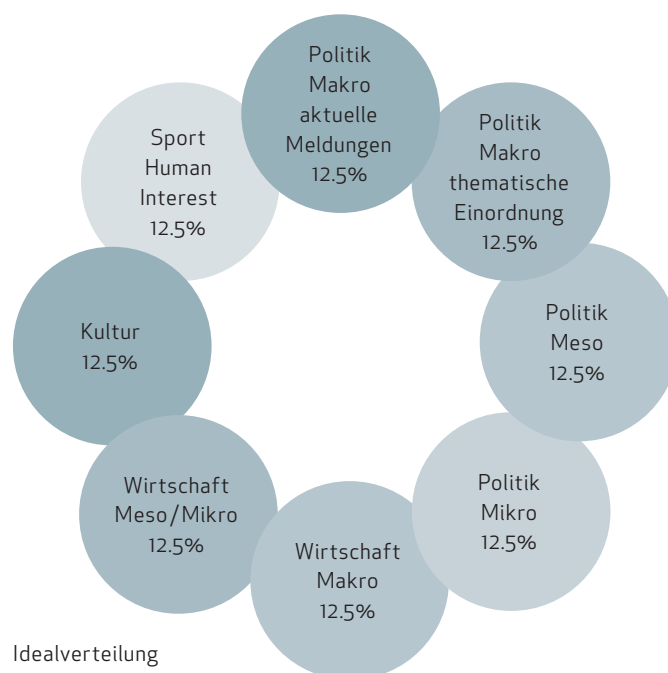 Politik
Makro
aktuelle
Meldungen
12.5%
Politik
Makro
thematische
Einordnung
12.5%
Politik
Meso
12.5%
Politik
Mikro
12.5%
Wirtschaft
Makro
12.5%
Wirtschaft
Meso/Mikro
12.5%
Kultur
12.5%
Sport
Human
Interest
12.5%
Idealverteilung